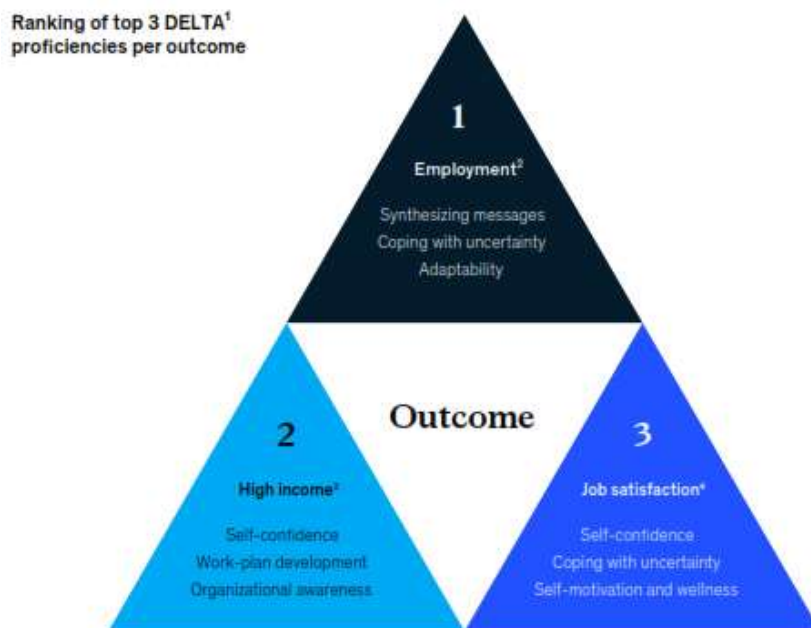 Ranking of top 3 DELTA¹
proficiencies per outcome
1
Employment²
Synthesizing messages
Coping with uncertainty
Adaptability
Outcome
2
High income³
Self-confidence
Work-plan development
Organizational awareness
3
Job satisfaction⁴
Self-confidence
Coping with uncertainty
Self-motivation and wellness